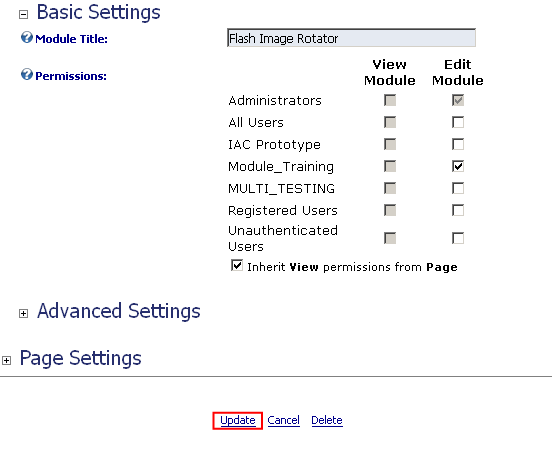 Basic Settings
Module Title: Flash Image Rotator
Permissions:
View Module Edit Module
Administrators
All Users
IAC Prototype
Module_Training
MULTI_TESTING
Registered Users
Unauthenticated
Users
Inherit View permissions from Page
Advanced Settings
Page Settings
Update Cancel Delete